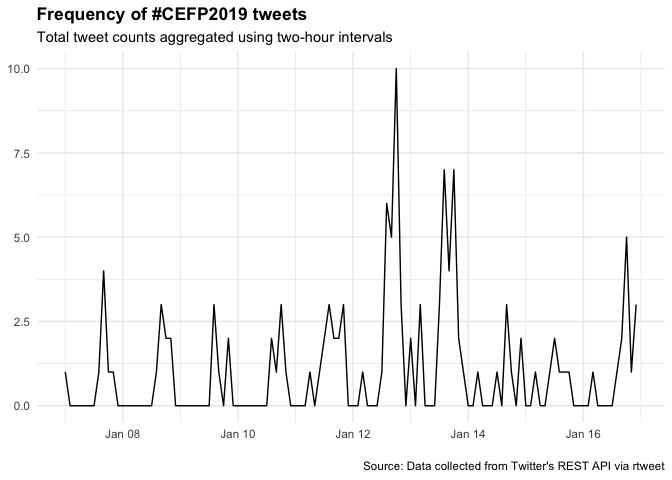 Frequency of #CEFP2019 tweets
Total tweet counts aggregated using two-hour intervals
10.0
7.5
5.0
2.5
0.0
Jan 08 Jan 10 Jan 12 Jan 14 Jan 16
Source: Data collected from Twitter's REST API via rtweet